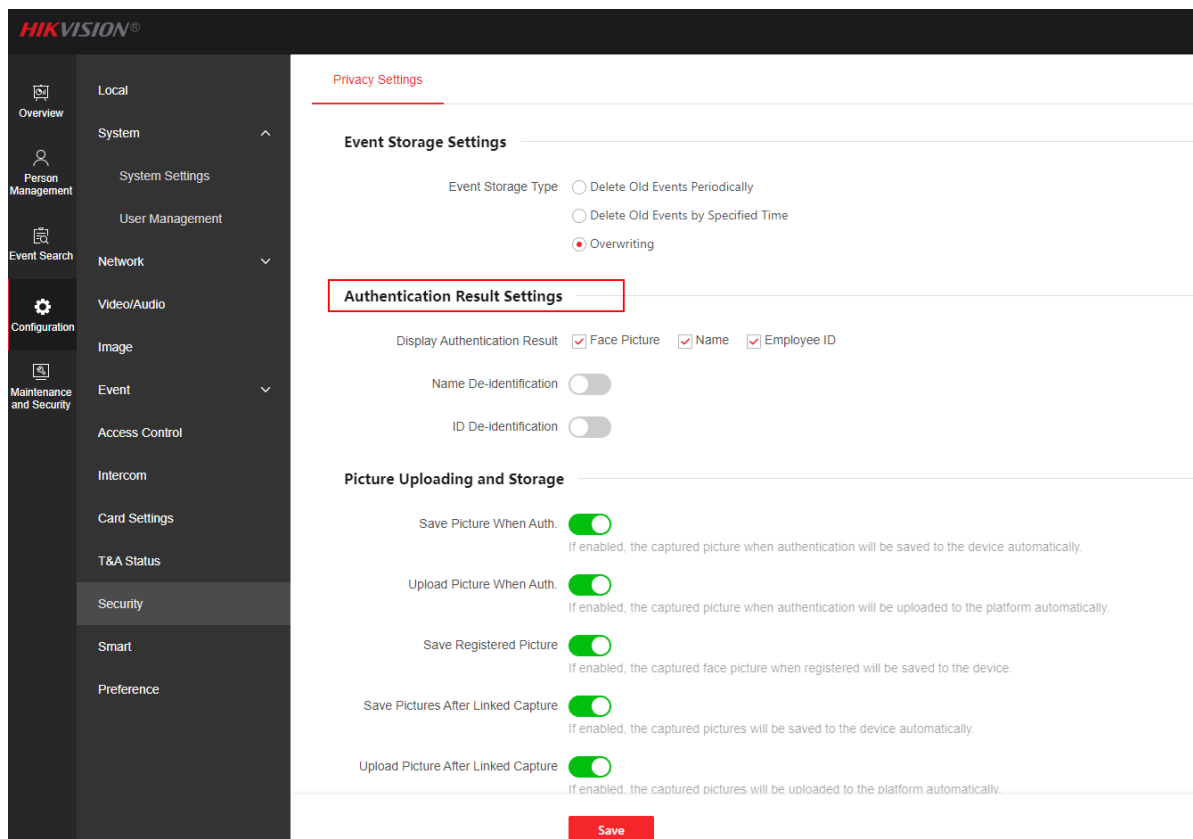 HIKVISION®
Overview
Person
Management
Event Search
Configuration
Maintenance
and Security
Local
System
System Settings
User Management
Network
Video/Audio
Image
Event
Access Control
Intercom
Card Settings
T&A Status
Security
Smart
Preference
Privacy Settings
Event Storage Settings
Event Storage Type Delete Old Events Periodically
Delete Old Events by Specified Time
Overwriting
Authentication Result Settings
Display Authentication Result Face Picture Name Employee ID
Name De-identification
ID De-identification
Picture Uploading and Storage
Save Picture When Auth.
If enabled, the captured picture when authentication will be saved to the device automatically.
Upload Picture When Auth.
If enabled, the captured picture when authentication will be uploaded to the platform automatically.
Save Registered Picture
If enabled, the captured face picture when registered will be saved to the device.
Save Pictures After Linked Capture
If enabled, the captured pictures will be saved to the device automatically.
Upload Picture After Linked Capture
If enabled, the captured pictures will be uploaded to the platform automatically.
Save